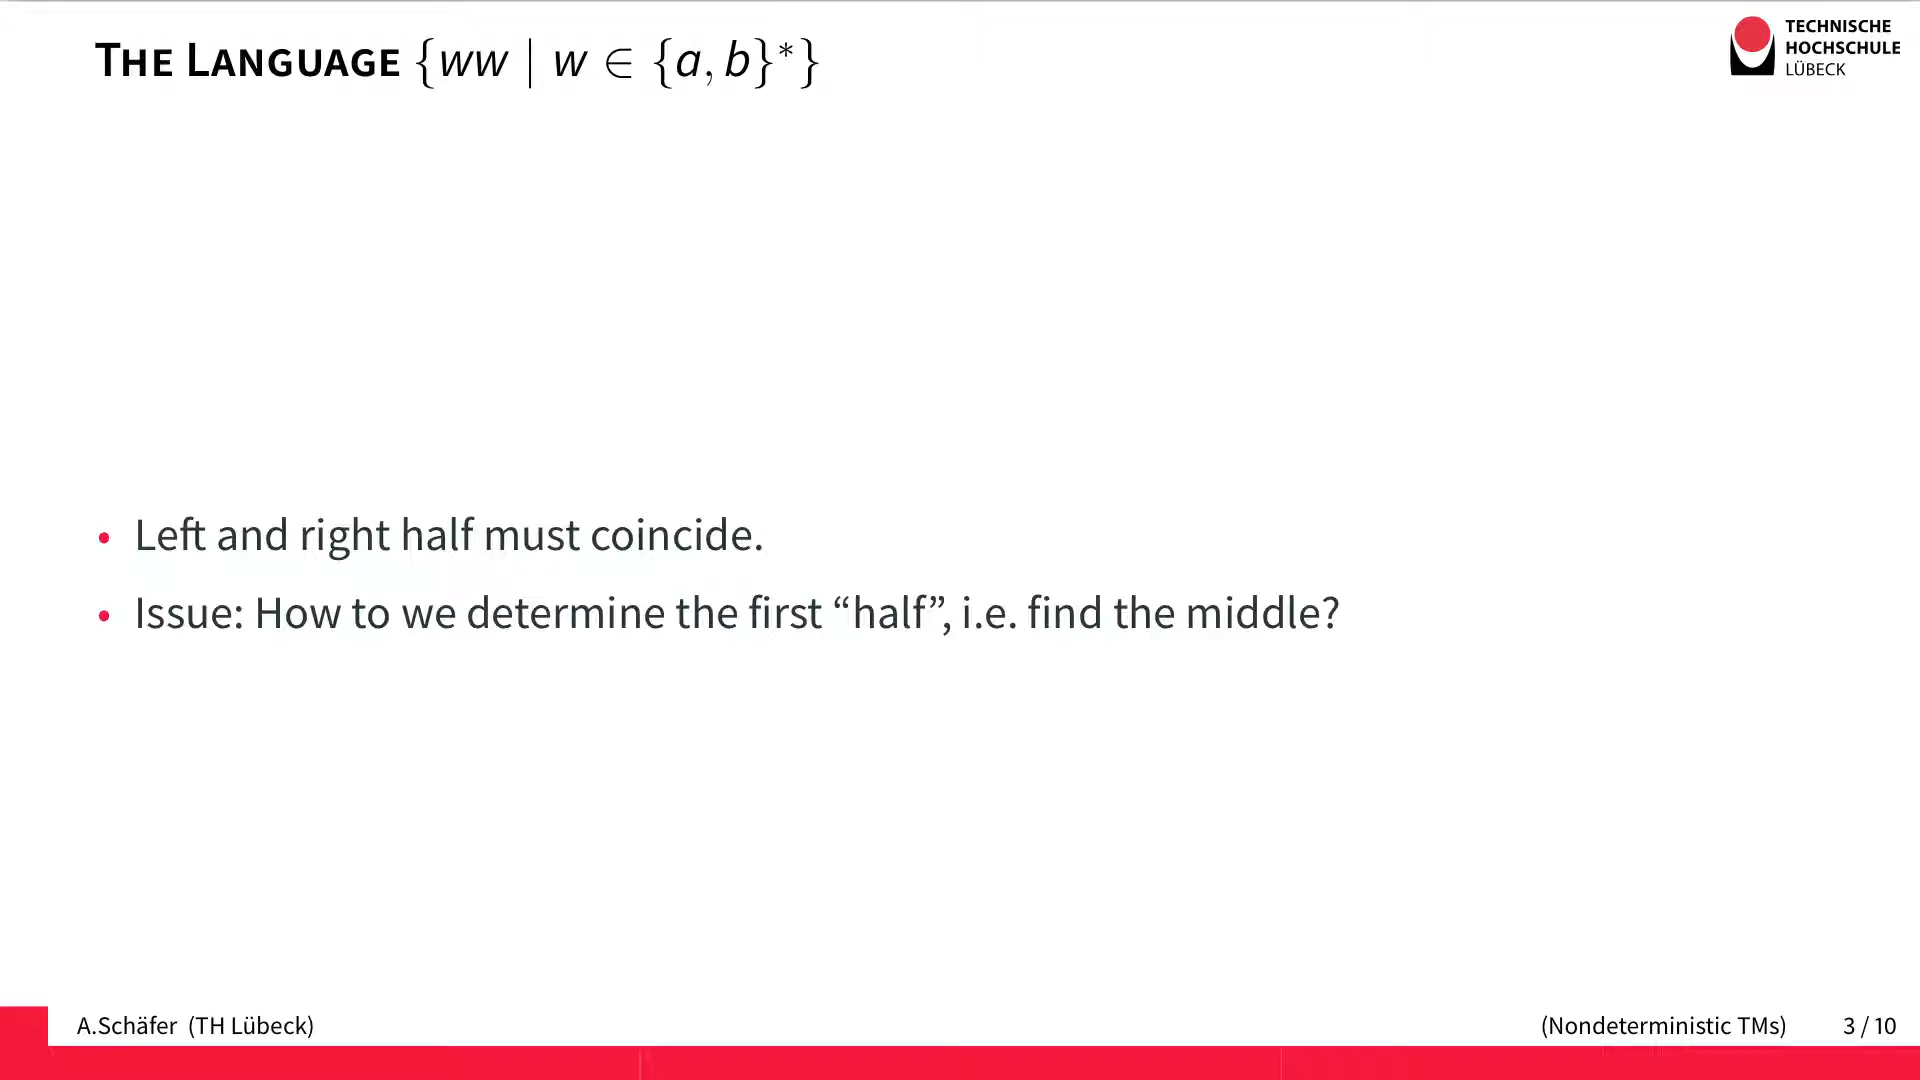 THE LANGUAGE {ww | w ∈ {a, b}*}
TECHNISCHE
HOCHSCHULE
LÜBECK
• Left and right half must coincide.
• Issue: How to we determine the first “half”, i.e. find the middle?
A.Schäfer (TH Lübeck) (Nondeterministic TMs) 3 / 10